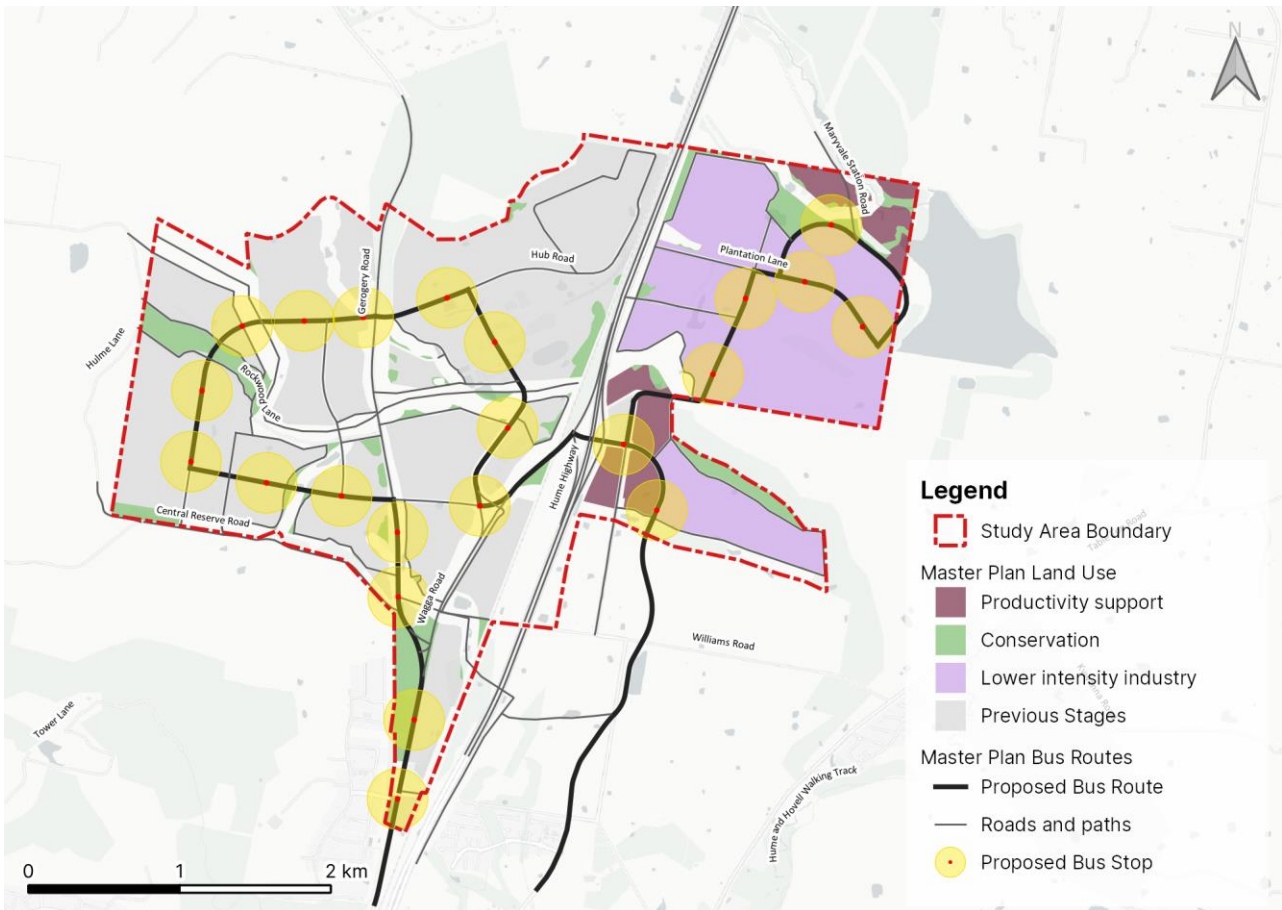 N
Maryvale Station Road
Plantation Lane
Hub Road
Gerogery Road
Hulme Lane
Rockwood Lane
Hume Highway
Central Reserve Road
Wagga Road
Williams Road
Tower Lane
Hume and Hovell Walking Track
0 1 2 km
Legend
Study Area Boundary
Master Plan Land Use
Productivity support
Conservation
Lower intensity industry
Previous Stages
Master Plan Bus Routes
Proposed Bus Route
Roads and paths
Proposed Bus Stop